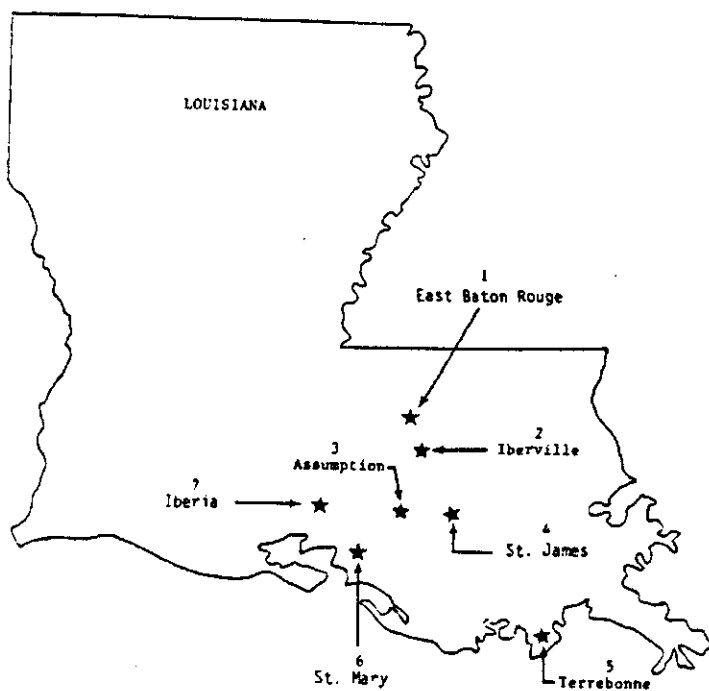 LOUISIANA
1
East Baton Rouge
2
Iberville
3
Assumption
7
Iberia
4
St. James
6
St. Mary
5
Terrebonne